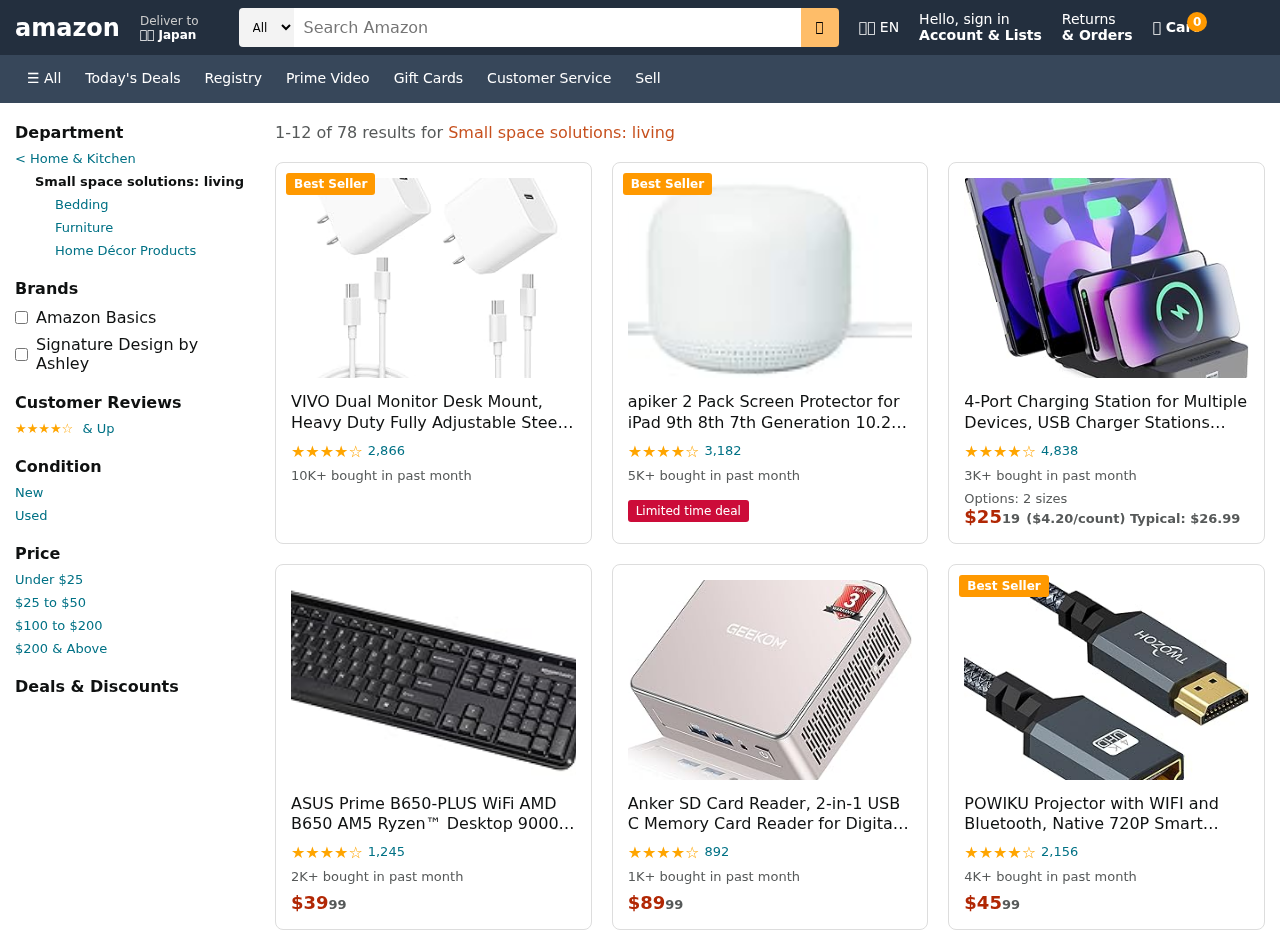 amazon
Deliver to
Japan
All
Search Amazon
EN
Hello, sign in
Account & Lists
Returns
& Orders
0
☰ All
Today's Deals
Registry
Prime Video
Gift Cards
Customer Service
Sell
Department
< Home & Kitchen
Small space solutions: living
Bedding
Furniture
Home Décor Products
Brands
Amazon Basics
Signature Design by
Ashley
Customer Reviews
★★★★☆ & Up
Condition
New
Used
Price
Under $25
$25 to $50
$100 to $200
$200 & Above
Deals & Discounts
1-12 of 78 results for Small space solutions: living
Best Seller
VIVO Dual Monitor Desk Mount,
Heavy Duty Fully Adjustable Stee…
★★★★☆ 2,866
10K+ bought in past month
Best Seller
apiker 2 Pack Screen Protector for
iPad 9th 8th 7th Generation 10.2…
★★★★☆ 3,182
5K+ bought in past month
Limited time deal
4-Port Charging Station for Multiple
Devices, USB Charger Stations…
★★★★☆ 4,838
3K+ bought in past month
Options: 2 sizes
$25 19 ($4.20/count) Typical: $26.99
ASUS Prime B650-PLUS WiFi AMD
B650 AM5 Ryzen™ Desktop 9000…
★★★★☆ 1,245
2K+ bought in past month
$39 99
GEEKOM
3
Anker SD Card Reader, 2-in-1 USB
C Memory Card Reader for Digita…
★★★★☆ 892
1K+ bought in past month
$89 99
Best Seller
TWOZOH
4K
UHD
POWIKU Projector with WIFI and
Bluetooth, Native 720P Smart…
★★★★☆ 2,156
4K+ bought in past month
$45 99